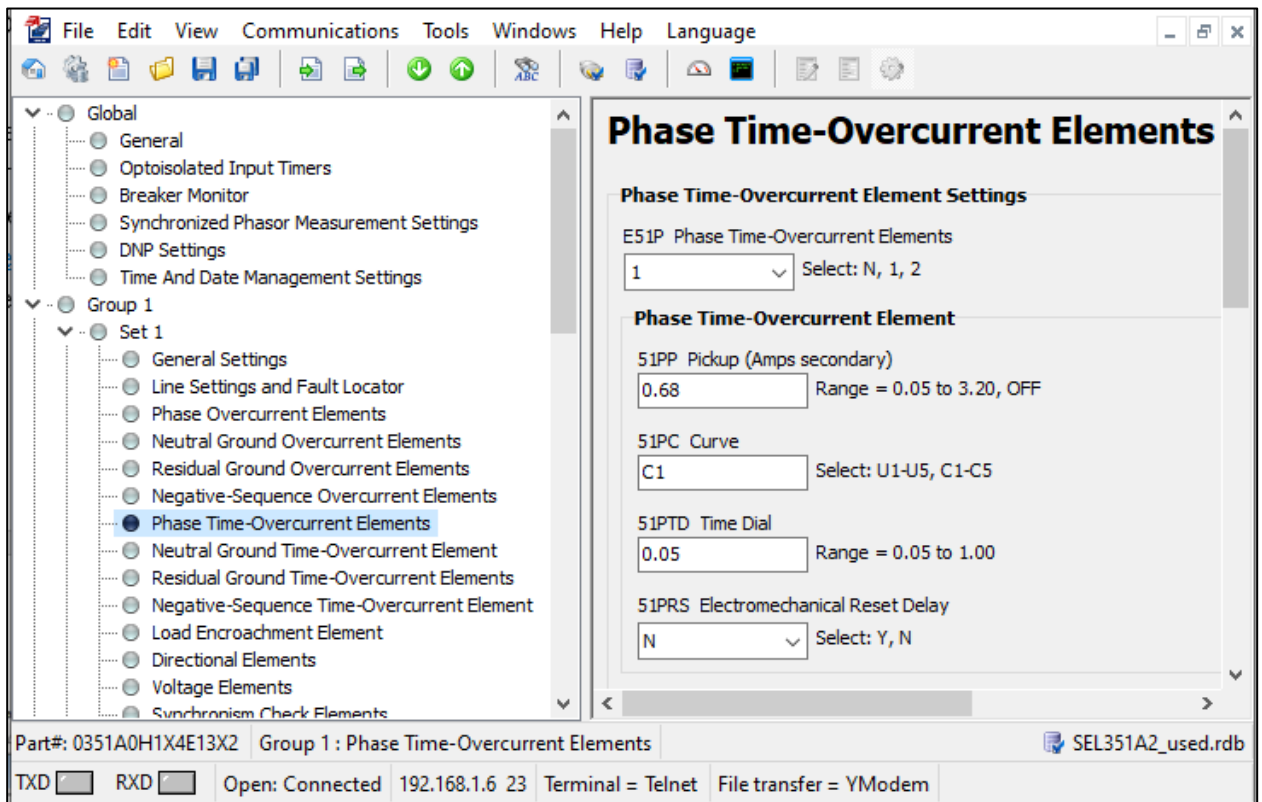 File Edit View Communications Tools Windows Help Language
ABC
Global
General
Optoisolated Input Timers
Breaker Monitor
Synchronized Phasor Measurement Settings
DNP Settings
Time And Date Management Settings
Group 1
Set 1
General Settings
Line Settings and Fault Locator
Phase Overcurrent Elements
Neutral Ground Overcurrent Elements
Residual Ground Overcurrent Elements
Negative-Sequence Overcurrent Elements
Phase Time-Overcurrent Elements
Neutral Ground Time-Overcurrent Element
Residual Ground Time-Overcurrent Elements
Negative-Sequence Time-Overcurrent Element
Load Encroachment Element
Directional Elements
Voltage Elements
Synchronism Check Elements
Phase Time-Overcurrent Elements
Phase Time-Overcurrent Element Settings
E51P Phase Time-Overcurrent Elements
1 Select: N, 1, 2
Phase Time-Overcurrent Element
51PP Pickup (Amps secondary)
0.68 Range = 0.05 to 3.20, OFF
51PC Curve
C1 Select: U1-U5, C1-C5
51PTD Time Dial
0.05 Range = 0.05 to 1.00
51PRS Electromechanical Reset Delay
N Select: Y, N
Part#: 0351A0H1X4E13X2 Group 1 : Phase Time-Overcurrent Elements SEL351A2_used.rdb
TXD RXD Open: Connected 192.168.1.6 23 Terminal = Telnet File transfer = YModem